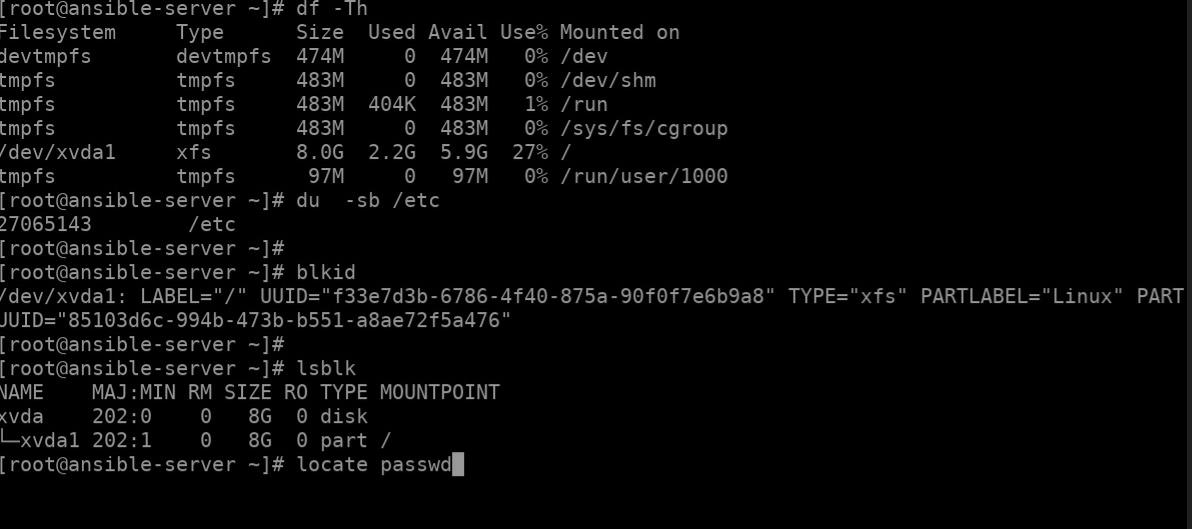 [root@ansible-server ~]# df -Th
Filesystem     Type      Size  Used Avail Use% Mounted on
devtmpfs       devtmpfs  474M     0  474M   0% /dev
tmpfs          tmpfs     483M     0  483M   0% /dev/shm
tmpfs          tmpfs     483M  404K  483M   1% /run
tmpfs          tmpfs     483M     0  483M   0% /sys/fs/cgroup
/dev/xvda1     xfs       8.0G  2.2G  5.9G  27% /
tmpfs          tmpfs      97M     0   97M   0% /run/user/1000
[root@ansible-server ~]# du  -sb /etc
27065143        /etc
[root@ansible-server ~]#
[root@ansible-server ~]# blkid
/dev/xvda1: LABEL="/" UUID="f33e7d3b-6786-4f40-875a-90f0f7e6b9a8" TYPE="xfs" PARTLABEL="Linux" PART
UUID="85103d6c-994b-473b-b551-a8ae72f5a476"
[root@ansible-server ~]#
[root@ansible-server ~]# lsblk
NAME    MAJ:MIN RM SIZE RO TYPE MOUNTPOINT
xvda    202:0    0   8G  0 disk
└─xvda1 202:1    0   8G  0 part /
[root@ansible-server ~]# locate passwd